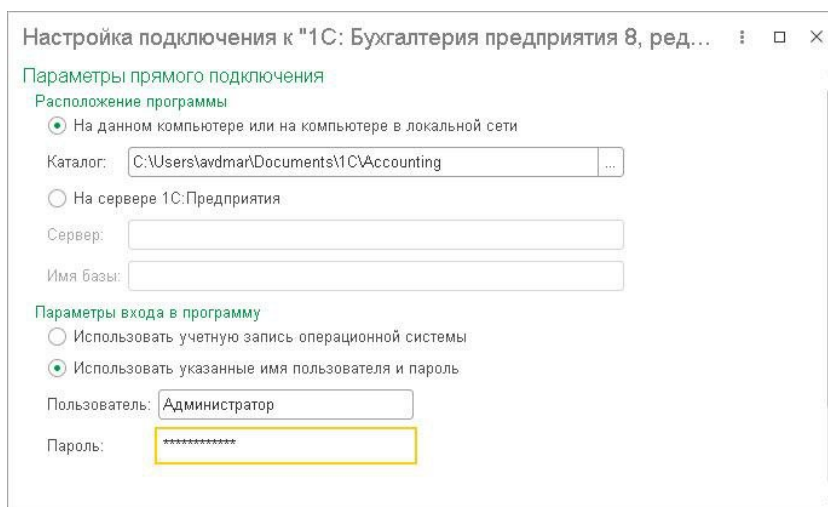 Настройка подключения к "1С: Бухгалтерия предприятия 8, ред...
Параметры прямого подключения
Расположение программы
На данном компьютере или на компьютере в локальной сети
Каталог: C:\Users\avdmar\Documents\1C\Accounting ...
На сервере 1С:Предприятия
Сервер:
Имя базы:
Параметры входа в программу
Использовать учетную запись операционной системы
Использовать указанные имя пользователя и пароль
Пользователь: Администратор
Пароль: ************